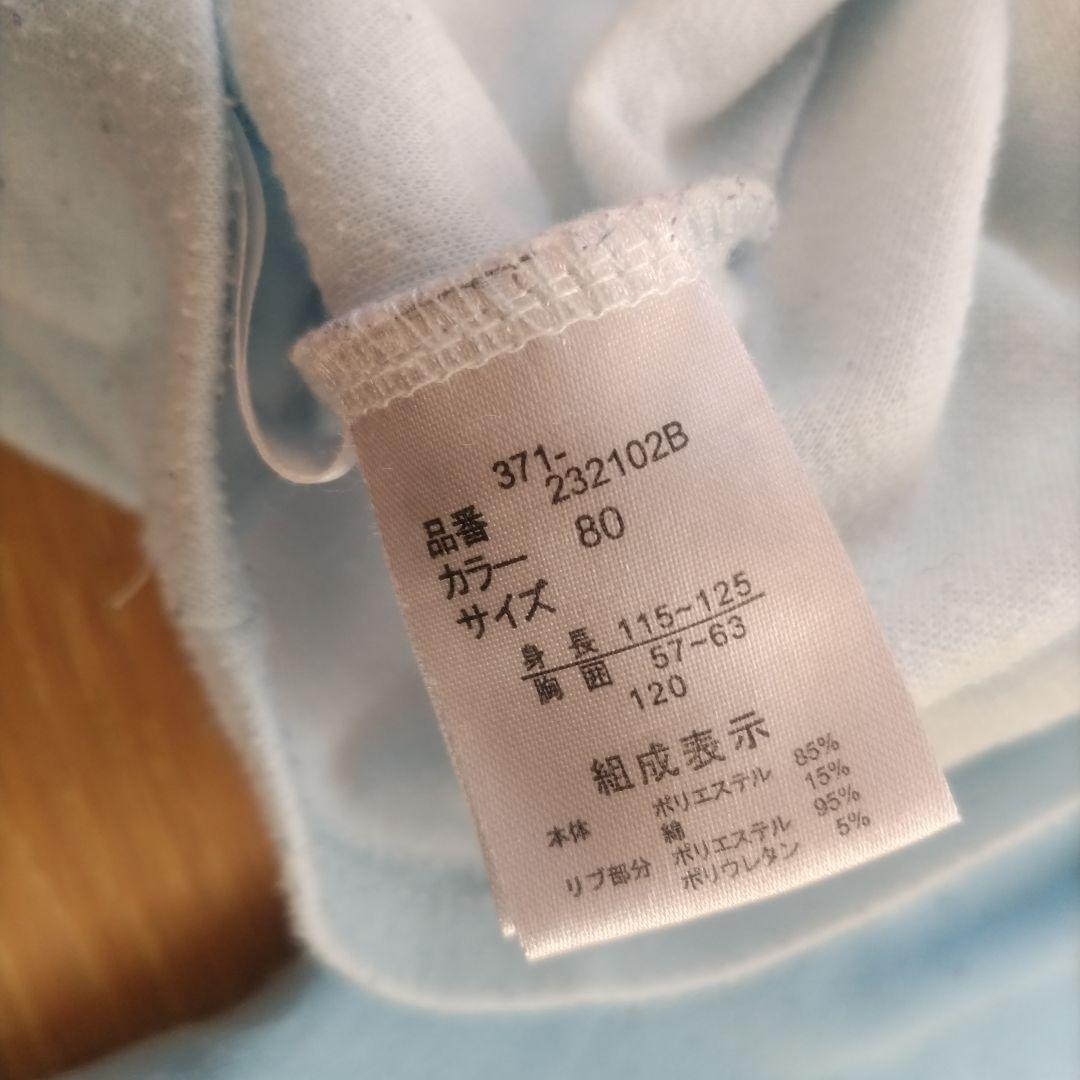 371-
232102B
品番
カラー 80
サイズ
身長 115~125
胸囲 57~63
120
組成表示
本体 ポリエステル 85%
綿 15%
リブ部分 ポリエステル 95%
ポリウレタン 5%